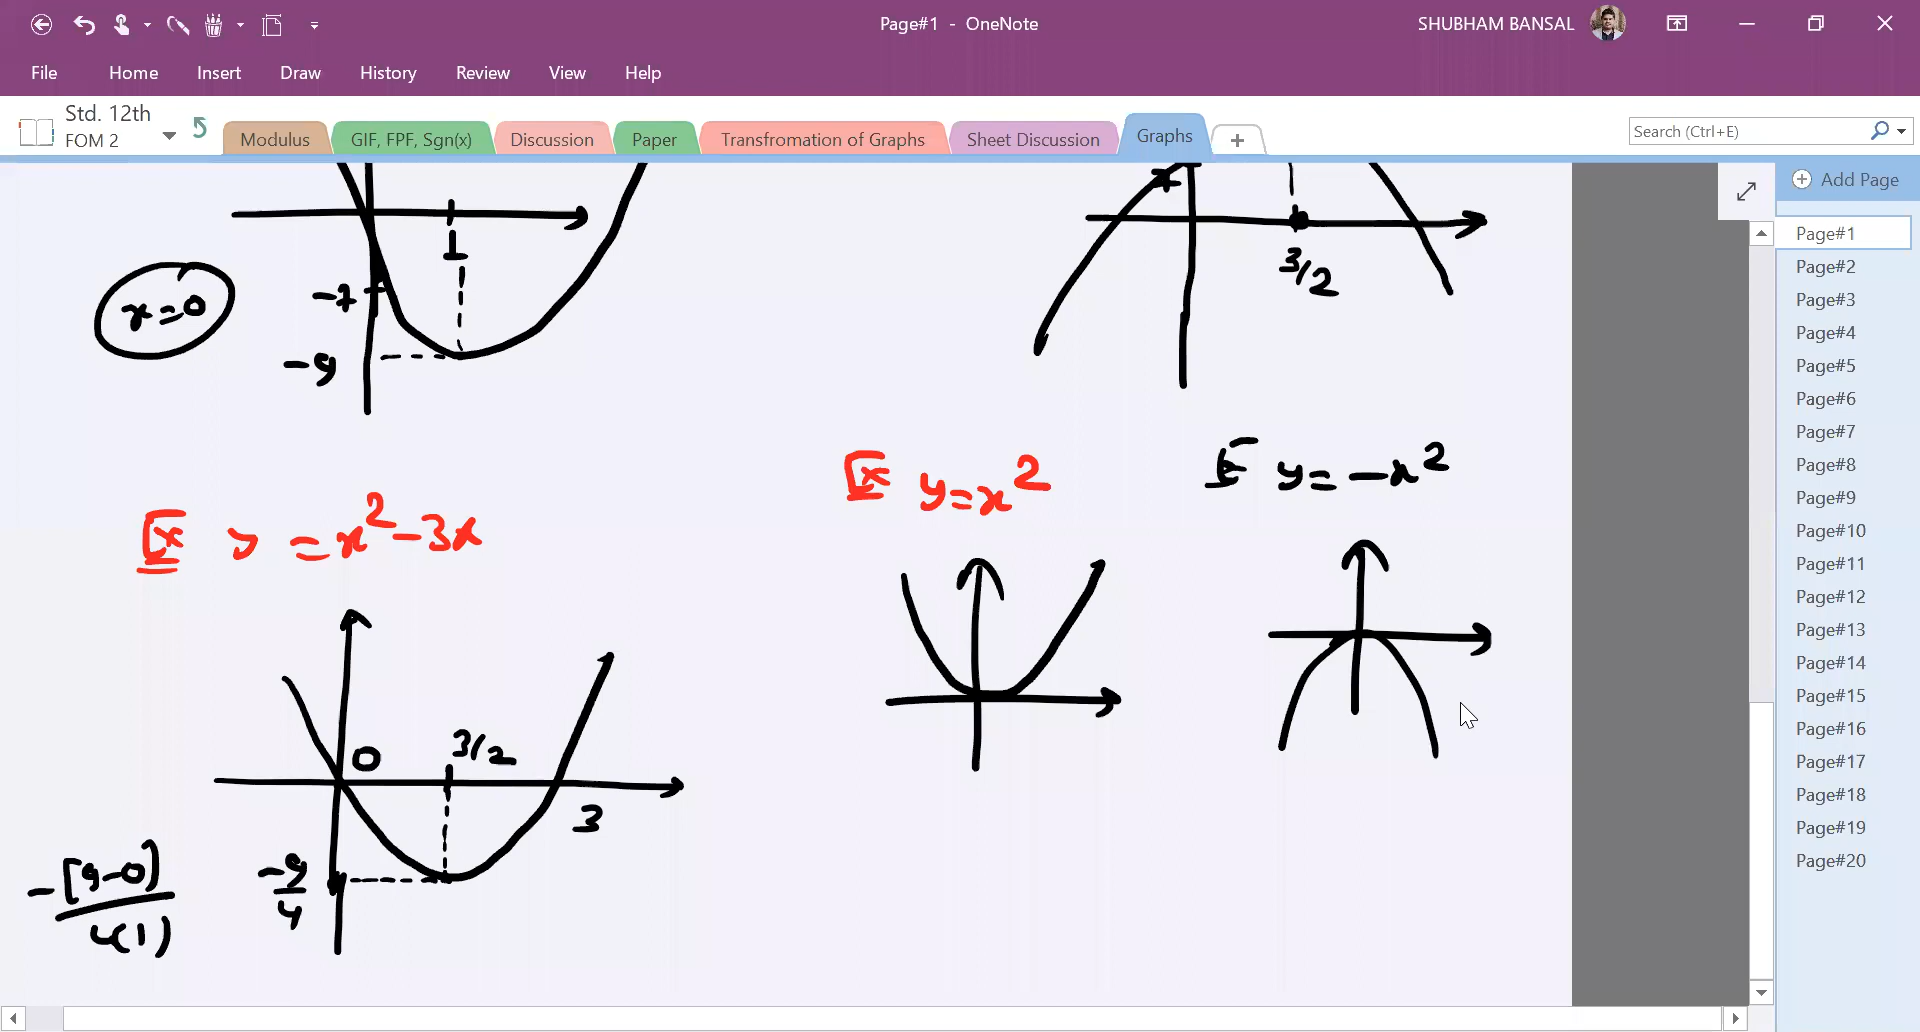 Page#1 - OneNote
SHUBHAM BANSAL
File Home Insert Draw History Review View Help
Std. 12th
FOM 2
Modulus GIF, FPF, Sgn(x) Discussion Paper Transfromation of Graphs Sheet Discussion Graphs +
Search (Ctrl+E)
Add Page
Page#1
Page#2
Page#3
Page#4
Page#5
Page#6
Page#7
Page#8
Page#9
Page#10
Page#11
Page#12
Page#13
Page#14
Page#15
Page#16
Page#17
Page#18
Page#19
Page#20
1
-7
-9
x=0
3/2
Ex y = x² - 3x
0
3/2
3
-9/4
-[9-0]/4(1)
Ex y = x²
y = -x²